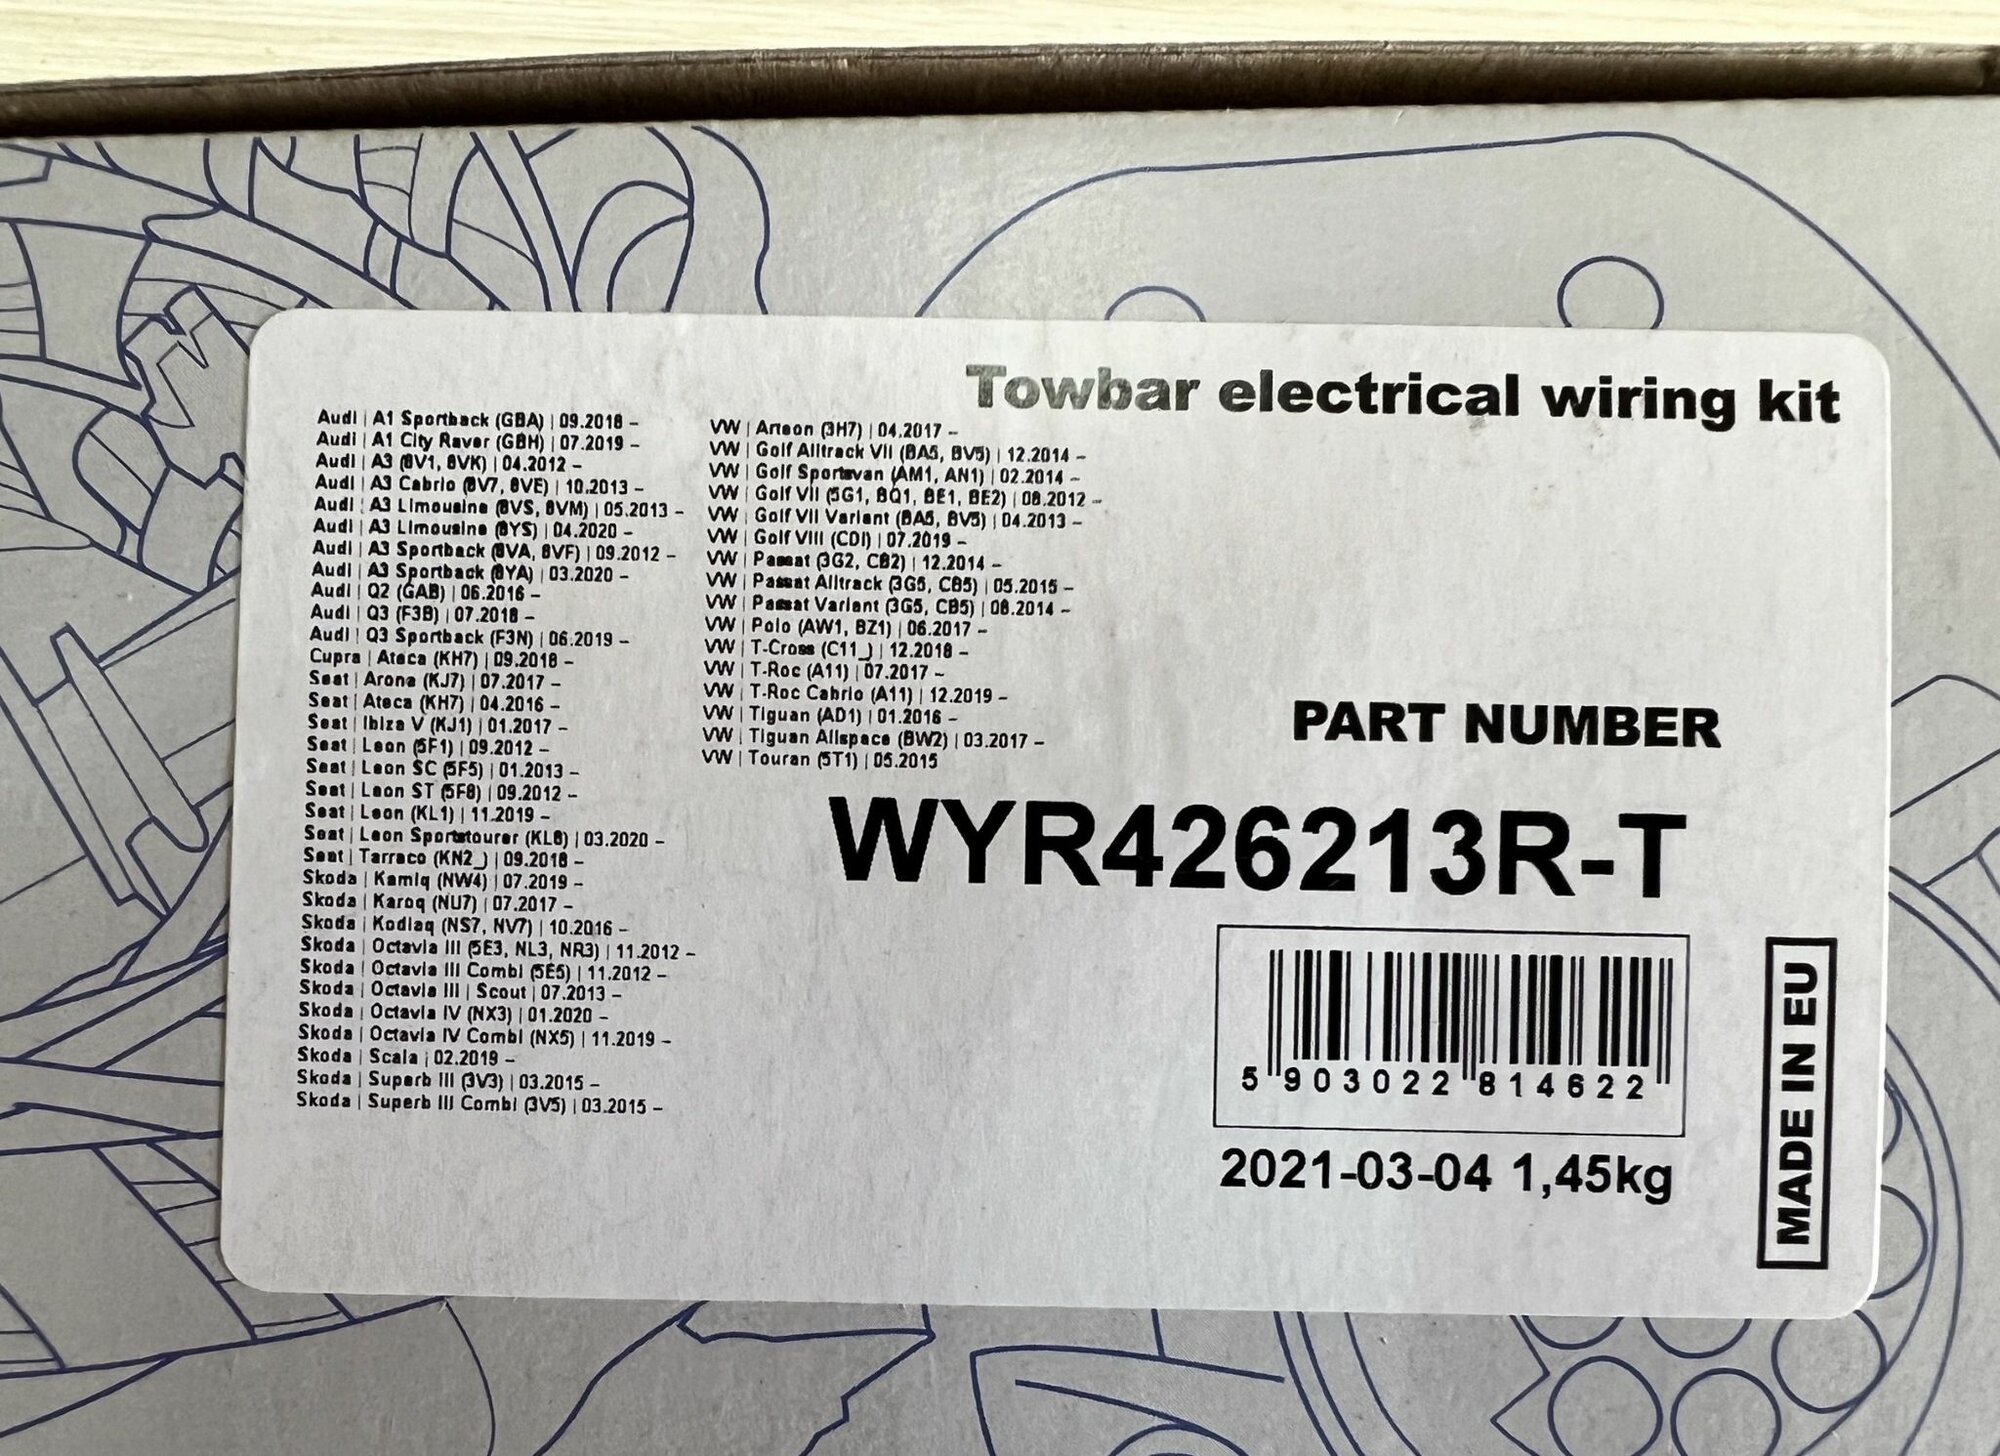 Towbar electrical wiring kit
Audi | A1 Sportback (GBA) | 09.2018 –
Audi | A1 City Raver (GBH) | 07.2019 –
Audi | A3 (8V1, 8VK) | 04.2012 –
Audi | A3 Cabrio (8V7, 8VE) | 10.2013 –
Audi | A3 Limousine (8VS, 8VM) | 05.2013 –
Audi | A3 Limousine (8YS) | 04.2020 –
Audi | A3 Sportback (8VA, 8VF) | 09.2012 –
Audi | A3 Sportback (8YA) | 03.2020 –
Audi | Q2 (GAB) | 06.2016 –
Audi | Q3 (F3B) | 07.2018 –
Audi | Q3 Sportback (F3N) | 06.2019 –
Cupra | Ateca (KH7) | 09.2018 –
Seat | Arona (KJ7) | 07.2017 –
Seat | Ateca (KH7) | 04.2016 –
Seat | Ibiza V (KJ1) | 01.2017 –
Seat | Leon (5F1) | 09.2012 –
Seat | Leon SC (5F5) | 01.2013 –
Seat | Leon ST (5F8) | 09.2012 –
Seat | Leon (KL1) | 11.2019 –
Seat | Leon Sportstourer (KL8) | 03.2020 –
Seat | Tarraco (KN2_) | 09.2018 –
Skoda | Kamiq (NW4) | 07.2019 –
Skoda | Karoq (NU7) | 07.2017 –
Skoda | Kodiaq (NS7, NV7) | 10.2016 –
Skoda | Octavia III (5E3, NL3, NR3) | 11.2012 –
Skoda | Octavia III Combi (5E5) | 11.2012 –
Skoda | Octavia III | Scout | 07.2013 –
Skoda | Octavia IV (NX3) | 01.2020 –
Skoda | Octavia IV Combi (NX5) | 11.2019 –
Skoda | Scala | 02.2019 –
Skoda | Superb III (3V3) | 03.2015 –
Skoda | Superb III Combi (3V5) | 03.2015 –
VW | Arteon (3H7) | 04.2017 –
VW | Golf Alltrack VII (BA5, BV5) | 12.2014 –
VW | Golf Sportsvan (AM1, AN1) | 02.2014 –
VW | Golf VII (5G1, BQ1, BE1, BE2) | 08.2012 –
VW | Golf VII Variant (BA5, BV5) | 04.2013 –
VW | Golf VIII (CDI) | 07.2019 –
VW | Passat (3G2, CB2) | 12.2014 –
VW | Passat Alltrack (3G5, CB5) | 05.2015 –
VW | Passat Variant (3G5, CB5) | 08.2014 –
VW | Polo (AW1, BZ1) | 06.2017 –
VW | T-Cross (C11_) | 12.2018 –
VW | T-Roc (A11) | 07.2017 –
VW | T-Roc Cabrio (A11) | 12.2019 –
VW | Tiguan (AD1) | 01.2016 –
VW | Tiguan Allspace (BW2) | 03.2017 –
VW | Touran (5T1) | 05.2015
PART NUMBER
WYR426213R-T
5 903022 814622
2021-03-04 1,45kg
MADE IN EU